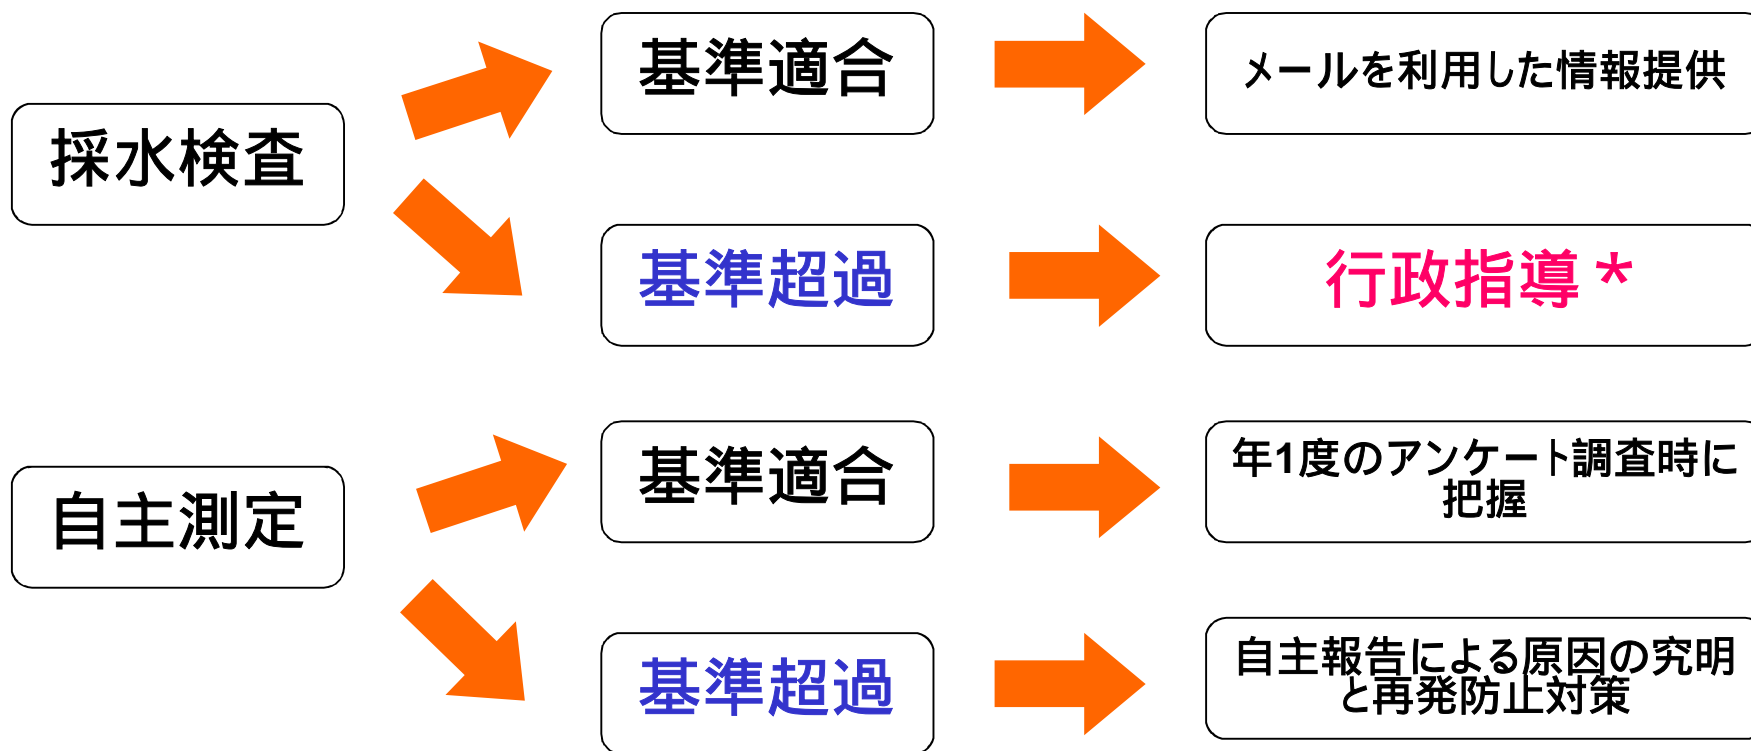 採水検査
基準適合
メールを利用した情報提供
基準超過
行政指導＊
自主測定
基準適合
年1度のアンケート調査時に
把握
基準超過
自主報告による原因の究明
と再発防止対策